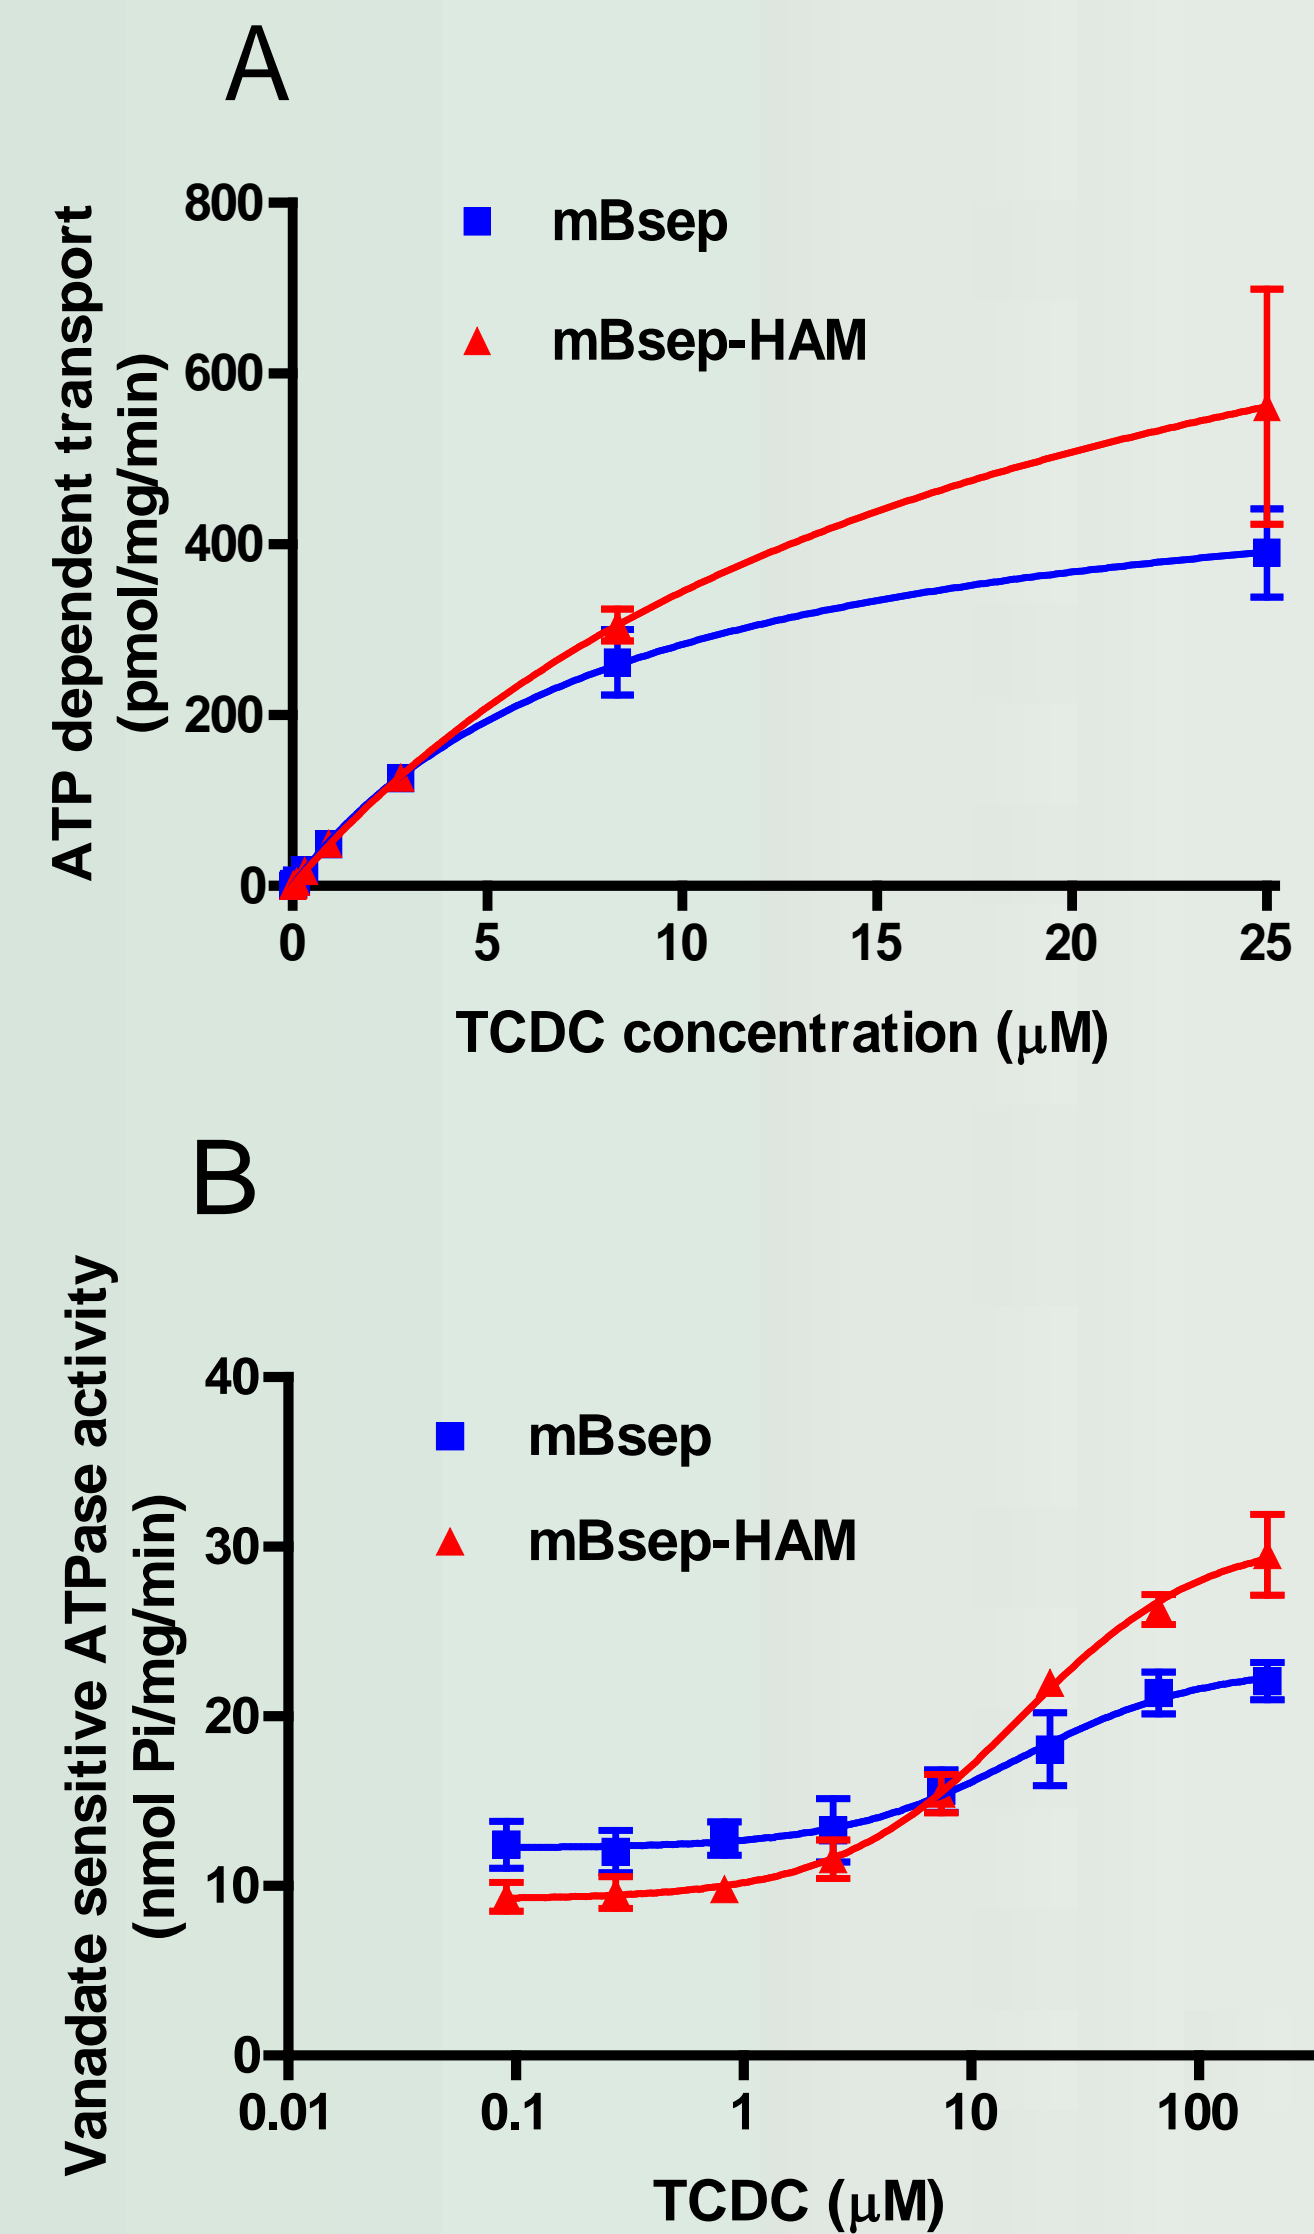 A
800
600
400
200
0
ATP dependent transport
(pmol/mg/min)
mBsep
mBsep-HAM
0 5 10 15 20 25
TCDC concentration (μM)
B
Vanadate sensitive ATPase activity
(nmol Pi/mg/min)
40
30
20
10
0
mBsep
mBsep-HAM
0.01 0.1 1 10 100
TCDC (μM)